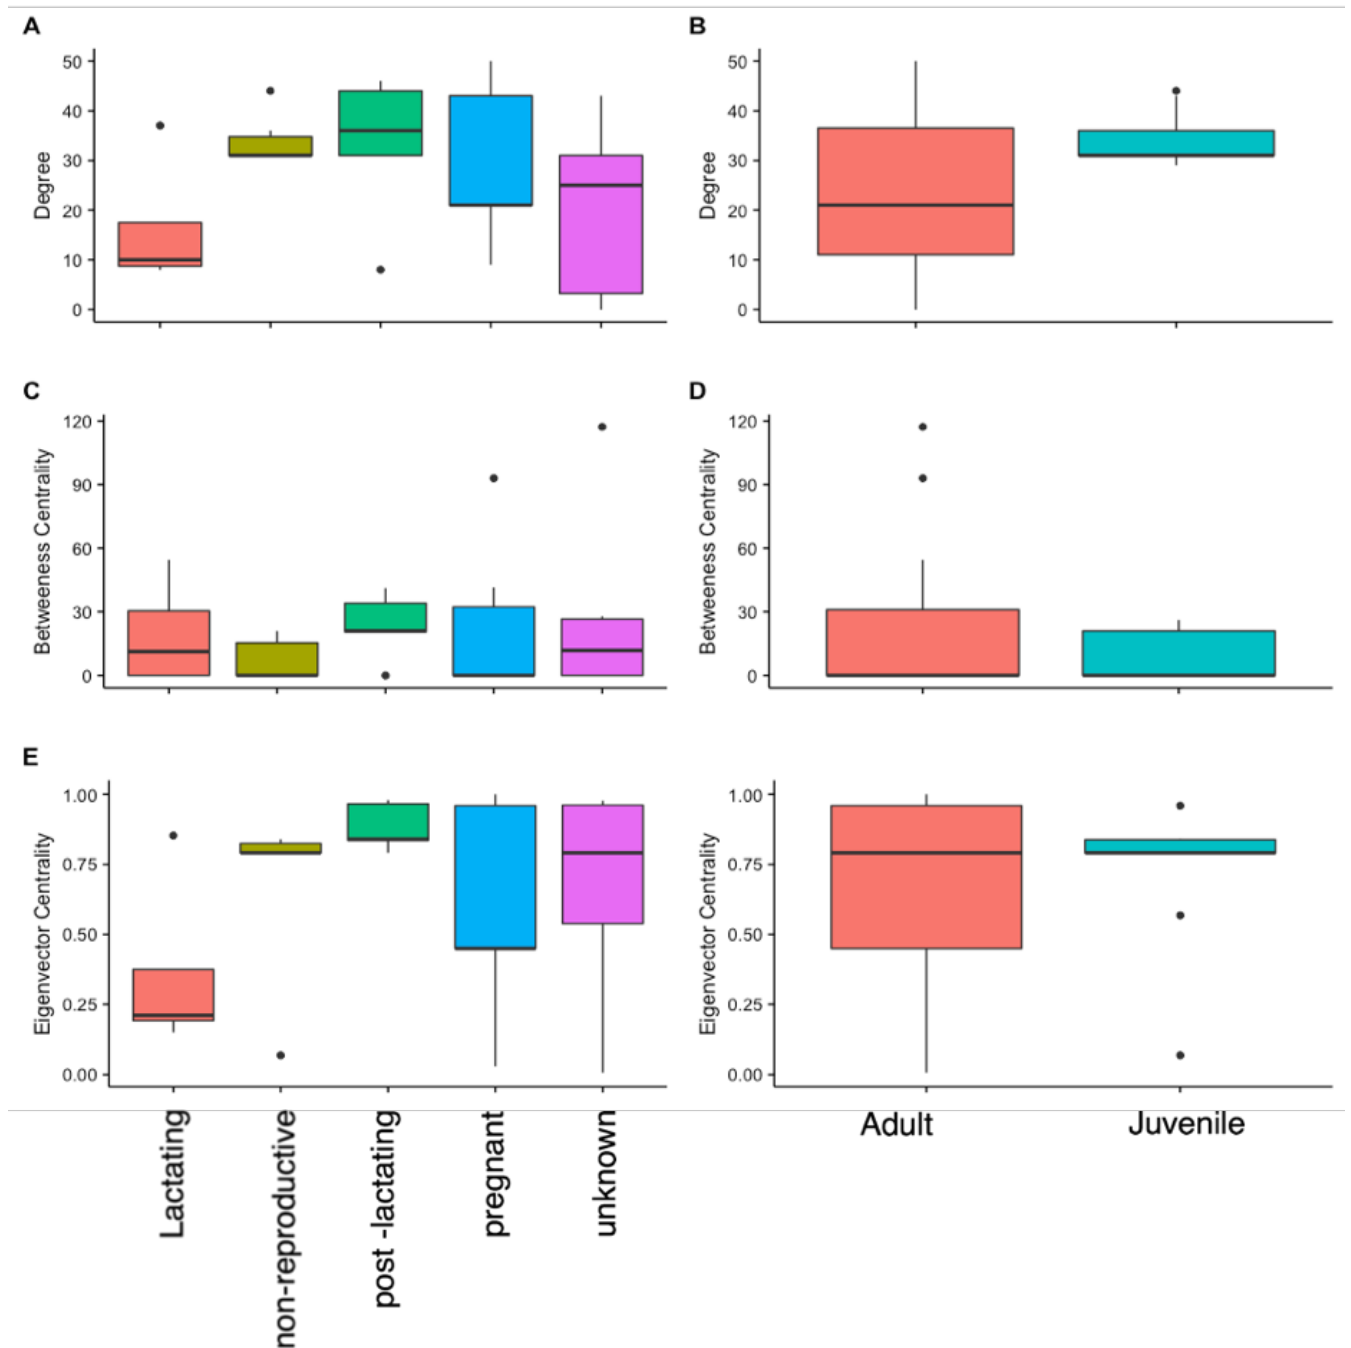 A
B
50
40
30
20
10
0
Degree
50
40
30
20
10
0
Degree
C
D
120
90
60
30
0
Betweeness Centrality
120
90
60
30
0
Betweeness Centrality
E
1.00
0.75
0.50
0.25
0.00
Eigenvector Centrality
1.00
0.75
0.50
0.25
0.00
Eigenvector Centrality
Lactating
non-reproductive
post -lactating
pregnant
unknown
Adult
Juvenile